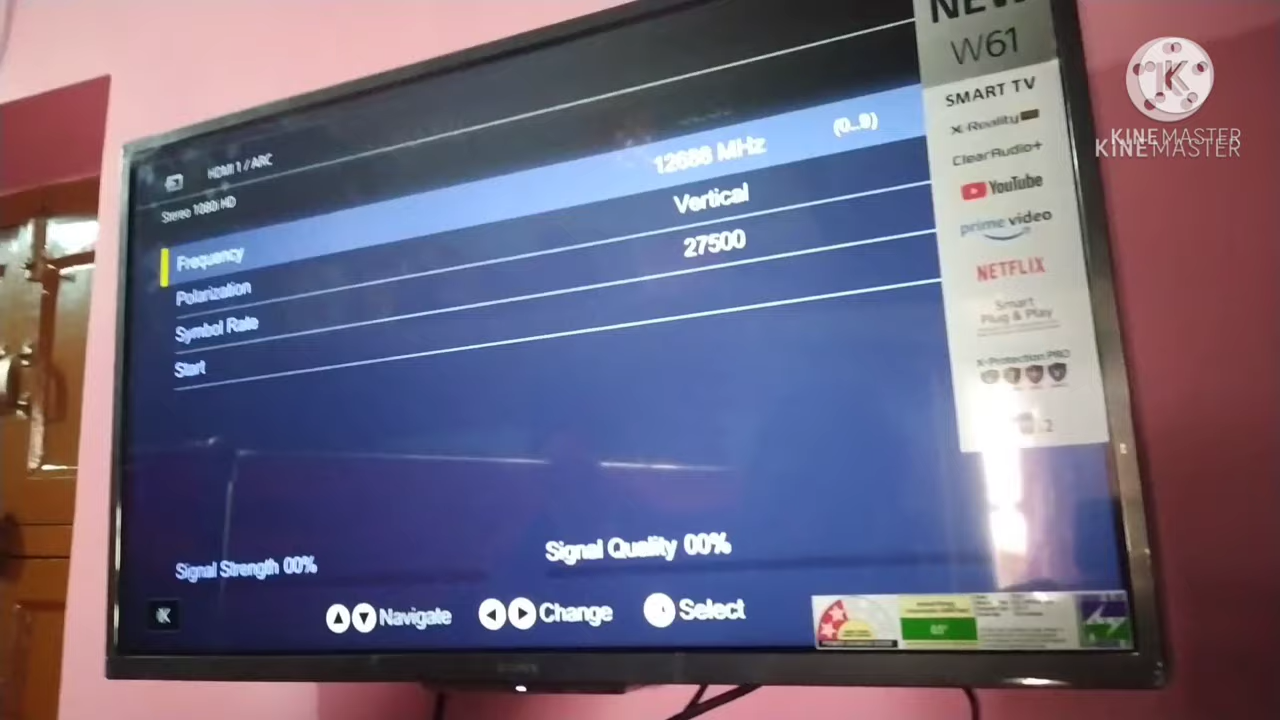 NEW
W61
SMART TV
X-Reality
ClearAudio+
YouTube
prime video
NETFLIX
Smart
Plug & Play
X-Protection PRO
KINEMASTER
KINEMASTER
HDMI 1 / ARC
Stereo 1080i HD
Frequency 12688 MHz (0..9)
Polarization Vertical
Symbol Rate 27500
Start
Signal Strength 00% Signal Quality 00%
Navigate Change Select